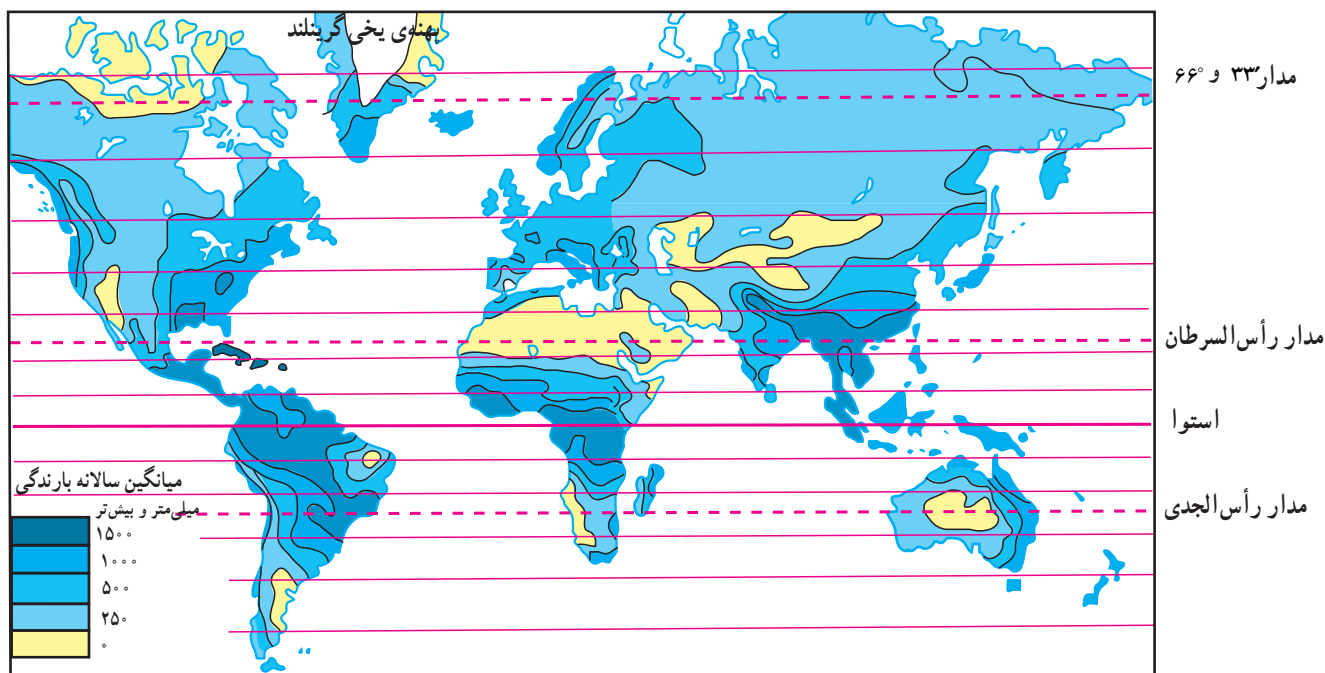 پهنه‌ی یخی گرینلند
مدار ۳۳′ و ۶۶°
مدار رأس‌السرطان
استوا
مدار رأس‌الجدی
میانگین سالانه بارندگی
میلی‌متر و بیش‌تر
۱۵۰۰
۱۰۰۰
۵۰۰
۲۵۰
۰